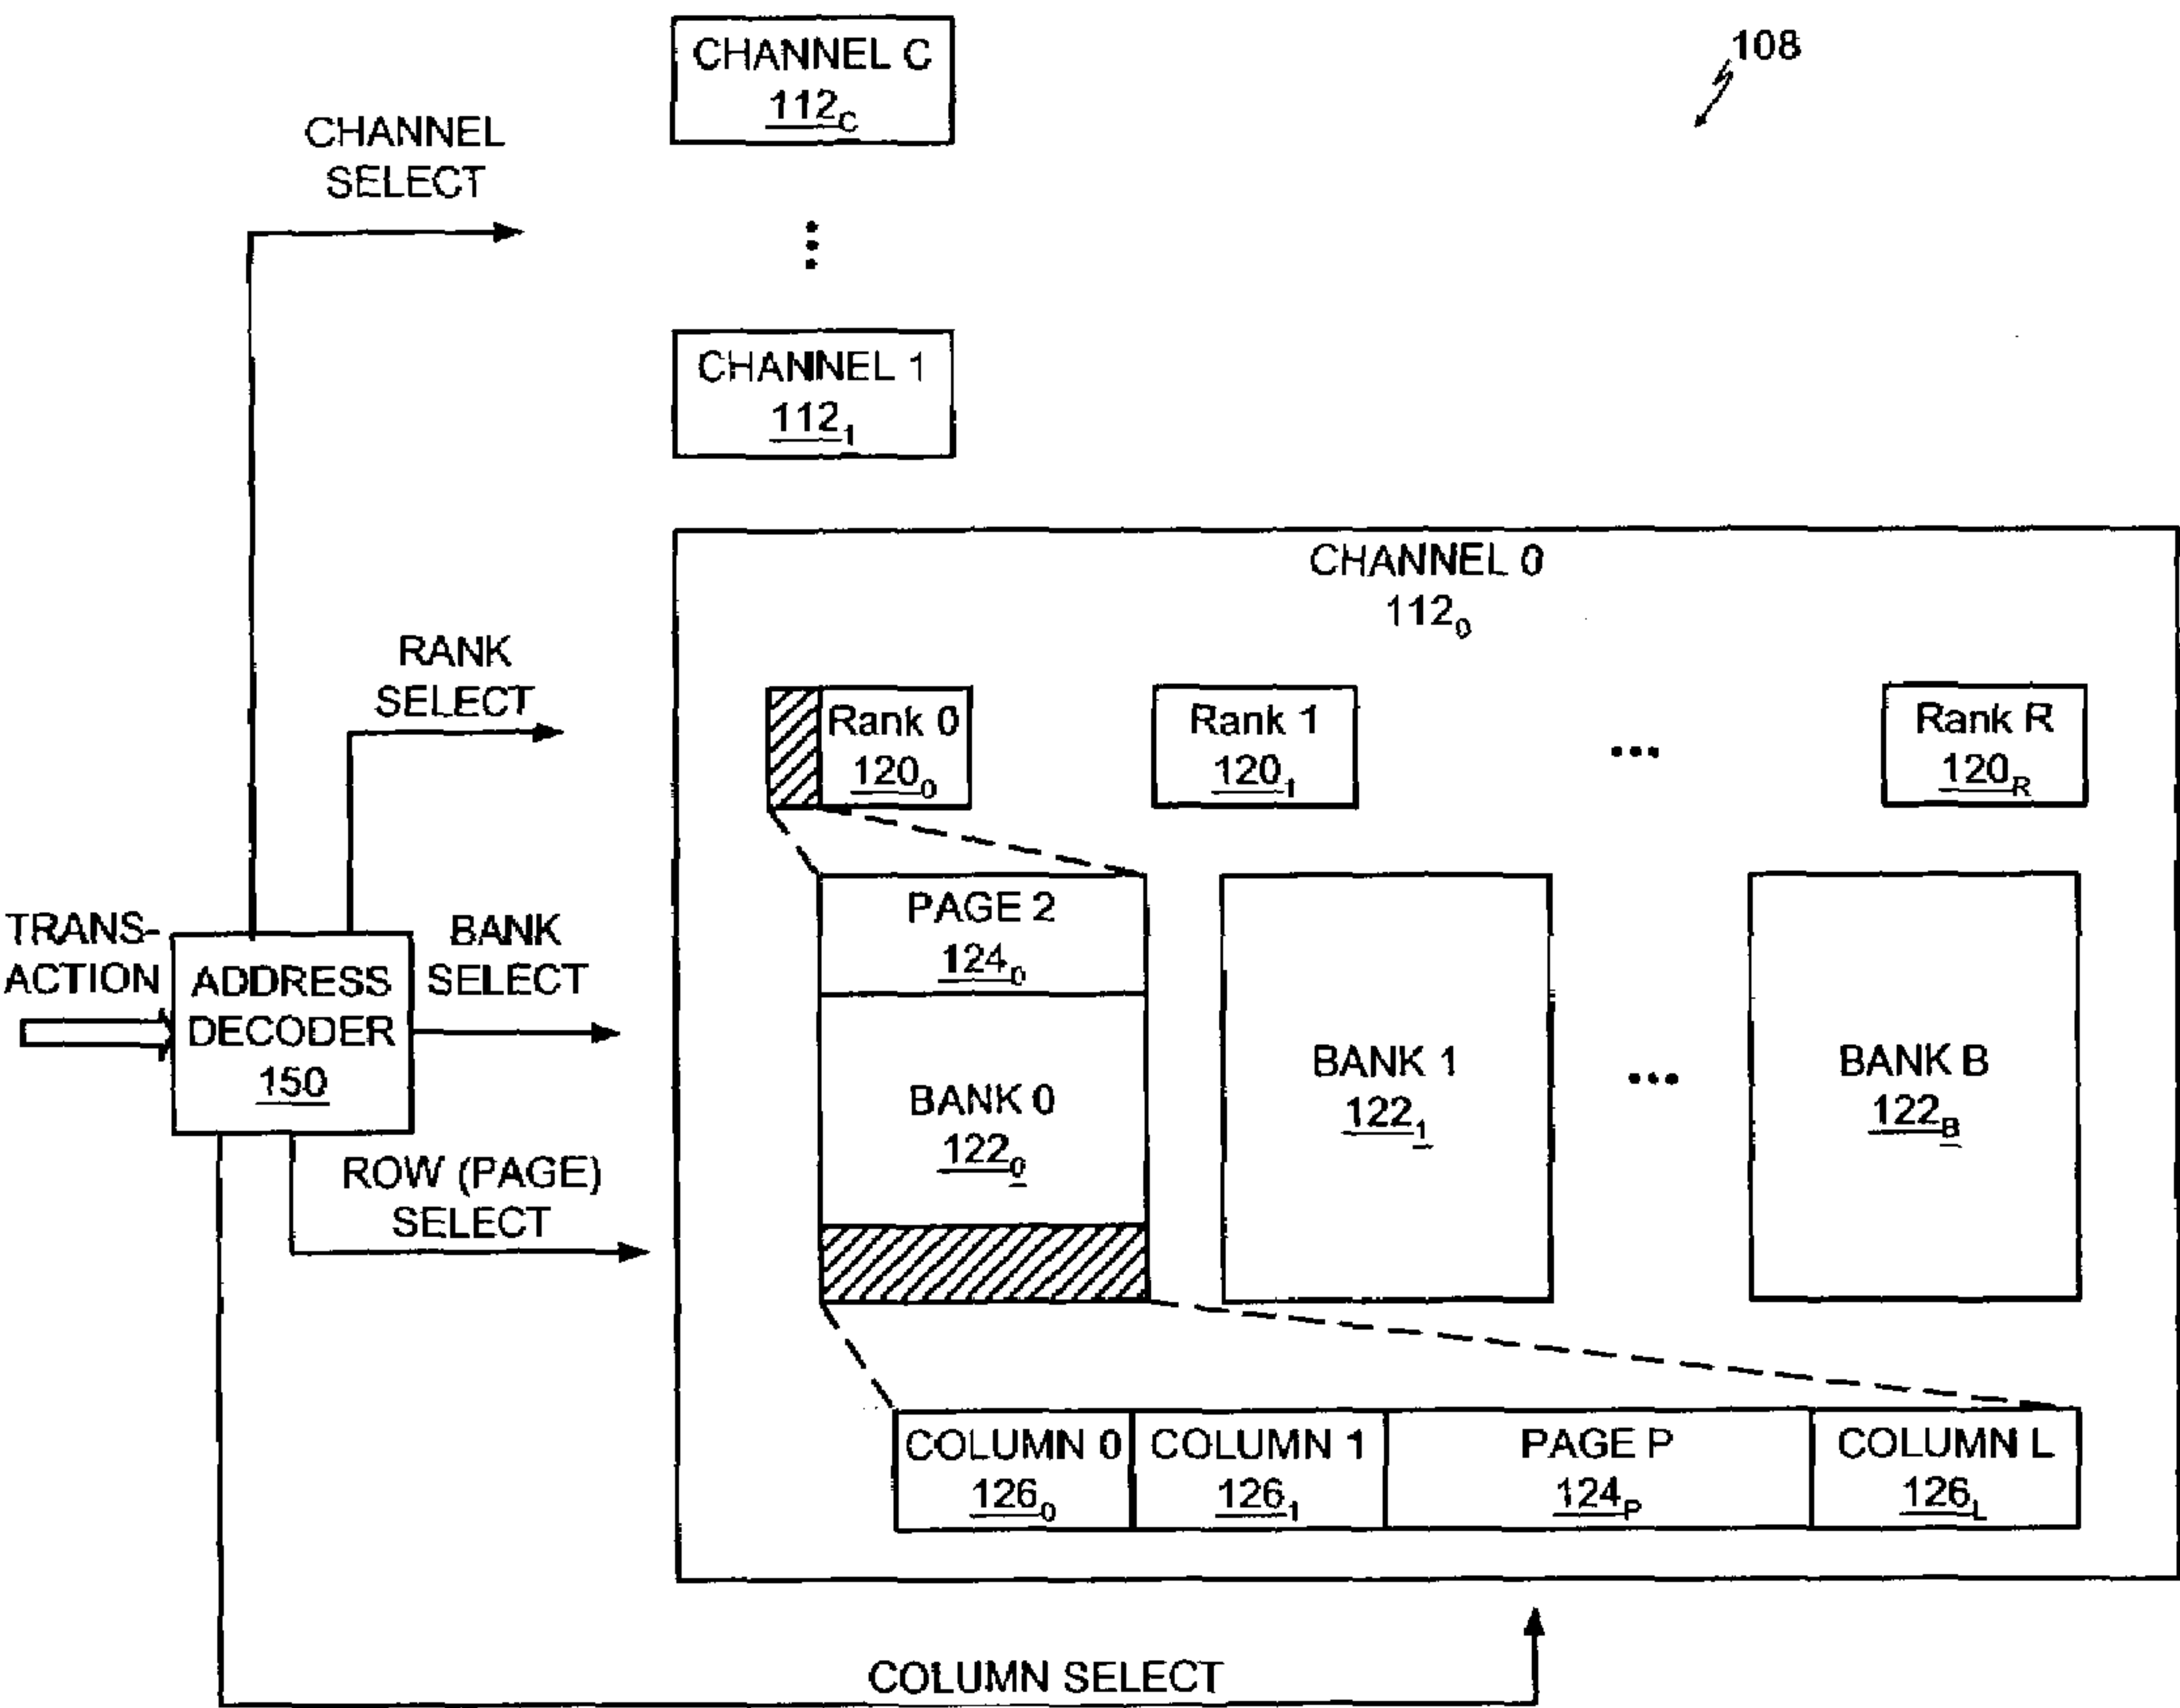 CHANNEL C
112C
108
CHANNEL
SELECT
CHANNEL 1
1121
CHANNEL 0
1120
RANK
SELECT
Rank 0
1200
Rank 1
1201
...
Rank R
120R
TRANS-
ACTION
ADDRESS
DECODER
150
BANK
SELECT
PAGE 2
1240
BANK 0
1220
BANK 1
1221
...
BANK B
122B
ROW (PAGE)
SELECT
COLUMN 0
1260
COLUMN 1
1261
PAGE P
124P
COLUMN L
126L
COLUMN SELECT